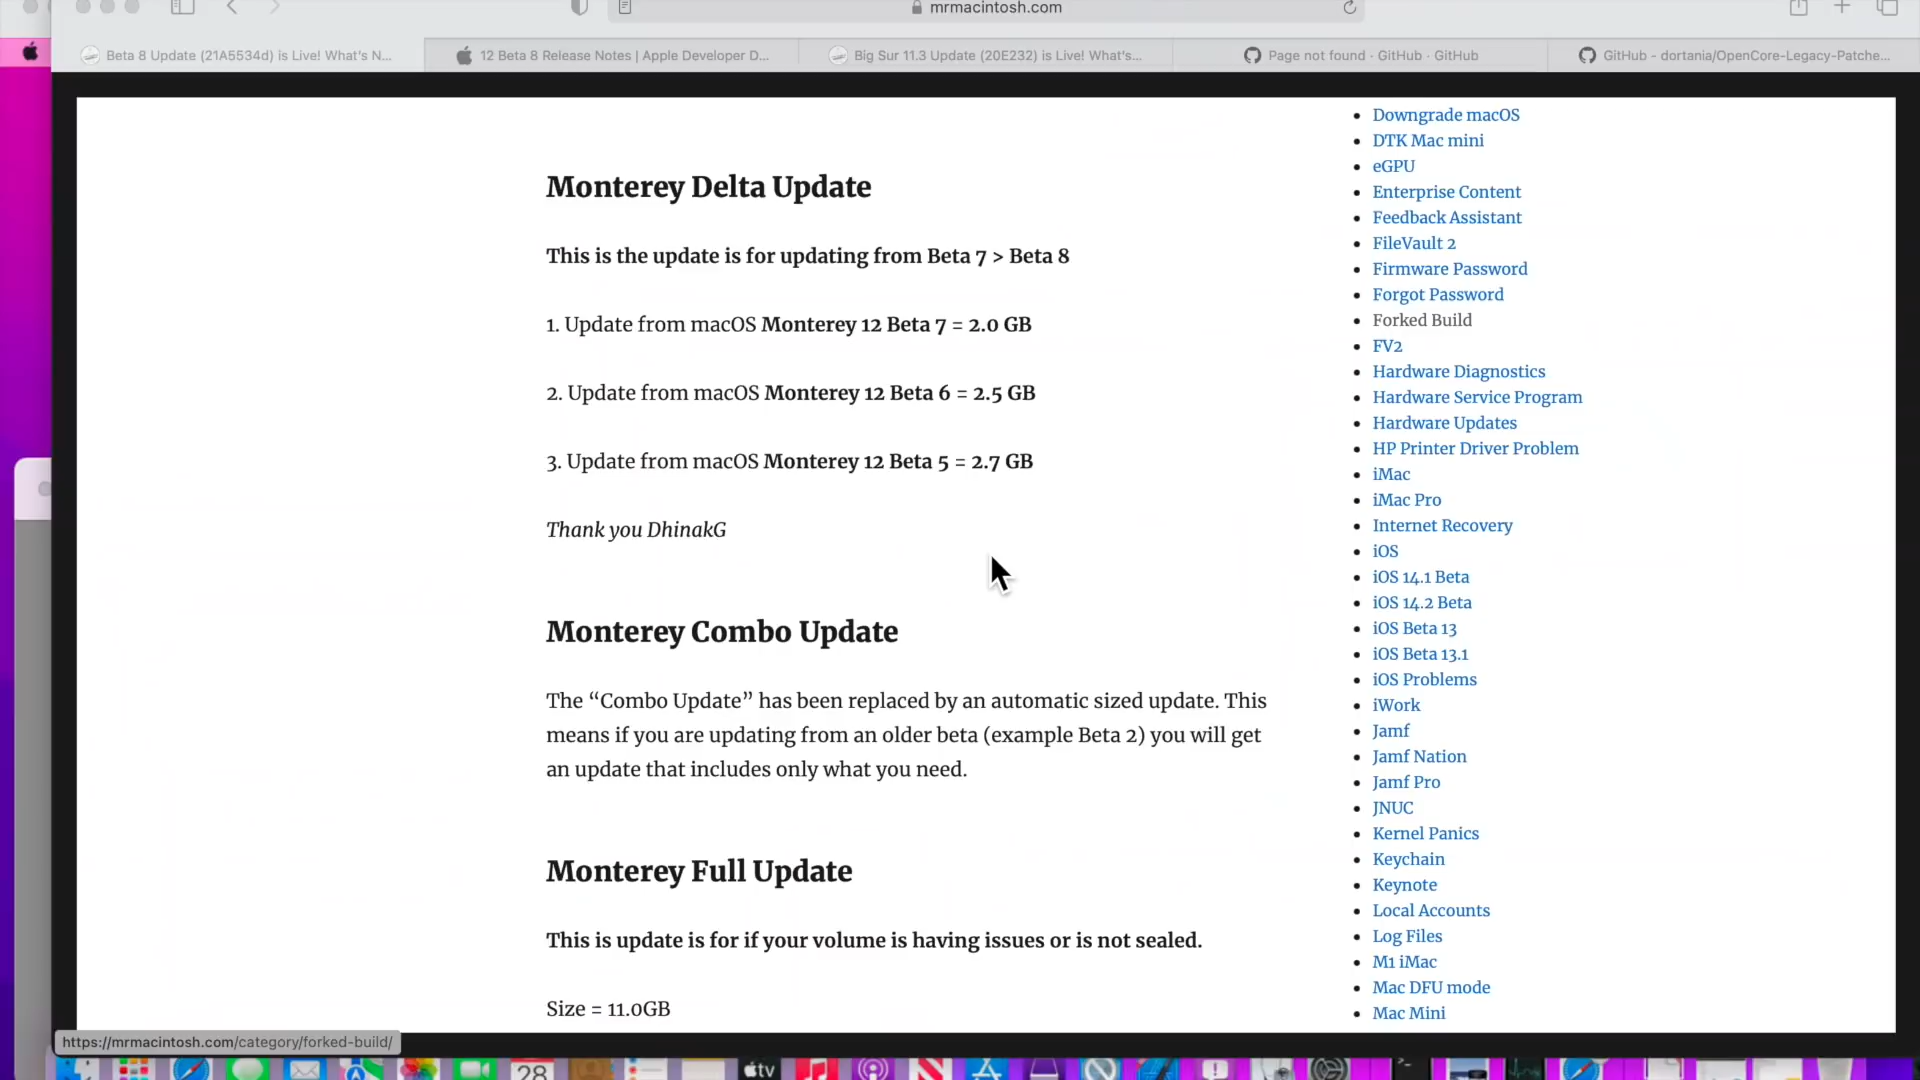 mrmacintosh.com
Beta 8 Update (21A5534d) is Live! What's N...
12 Beta 8 Release Notes | Apple Developer D...
Big Sur 11.3 Update (20E232) is Live! What's...
Page not found · GitHub · GitHub
GitHub - dortania/OpenCore-Legacy-Patche...
Monterey Delta Update
This is the update is for updating from Beta 7 > Beta 8
1. Update from macOS Monterey 12 Beta 7 = 2.0 GB
2. Update from macOS Monterey 12 Beta 6 = 2.5 GB
3. Update from macOS Monterey 12 Beta 5 = 2.7 GB
Thank you DhinakG
Monterey Combo Update
The “Combo Update” has been replaced by an automatic sized update. This
means if you are updating from an older beta (example Beta 2) you will get
an update that includes only what you need.
Monterey Full Update
This is update is for if your volume is having issues or is not sealed.
Size = 11.0GB
Downgrade macOS
DTK Mac mini
eGPU
Enterprise Content
Feedback Assistant
FileVault 2
Firmware Password
Forgot Password
Forked Build
FV2
Hardware Diagnostics
Hardware Service Program
Hardware Updates
HP Printer Driver Problem
iMac
iMac Pro
Internet Recovery
iOS
iOS 14.1 Beta
iOS 14.2 Beta
iOS Beta 13
iOS Beta 13.1
iOS Problems
iWork
Jamf
Jamf Nation
Jamf Pro
JNUC
Kernel Panics
Keychain
Keynote
Local Accounts
Log Files
M1 iMac
Mac DFU mode
Mac Mini
https://mrmacintosh.com/category/forked-build/
28
tv